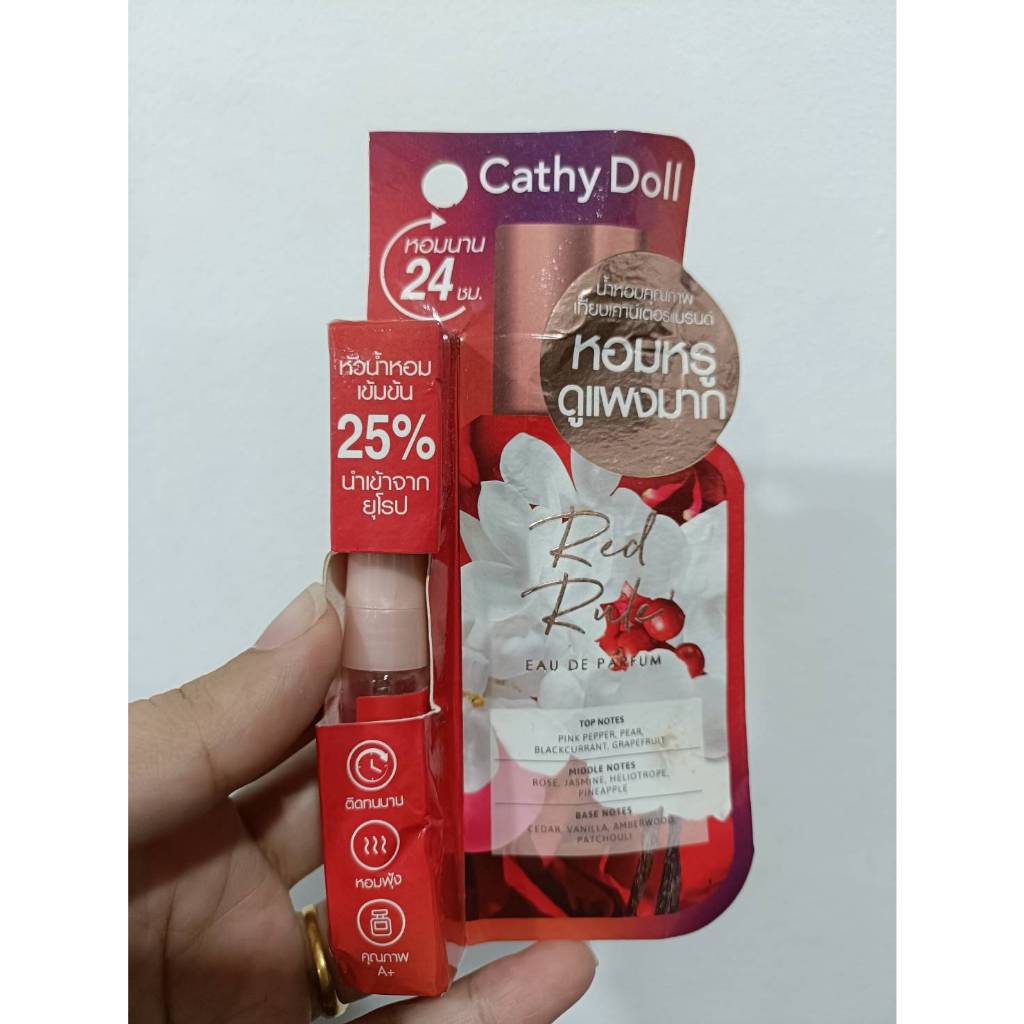 Cathy Doll
หอมนาน
24 ชม.
น้ำหอมคุณภาพ
เทียบเคาน์เตอร์แบรนด์
หอมหรู
ดูแพงมาก
หัวน้ำหอม
เข้มข้น
25%
นำเข้าจาก
ยุโรป
Red
Rule
EAU DE PARFUM
TOP NOTES
PINK PEPPER, PEAR,
BLACKCURRANT, GRAPEFRUIT
MIDDLE NOTES
ROSE, JASMINE, HELIOTROPE,
PINEAPPLE
BASE NOTES
CEDAR, VANILLA, AMBERWOOD,
PATCHOULI
ติดทนนาน
หอมฟุ้ง
คุณภาพ
A+